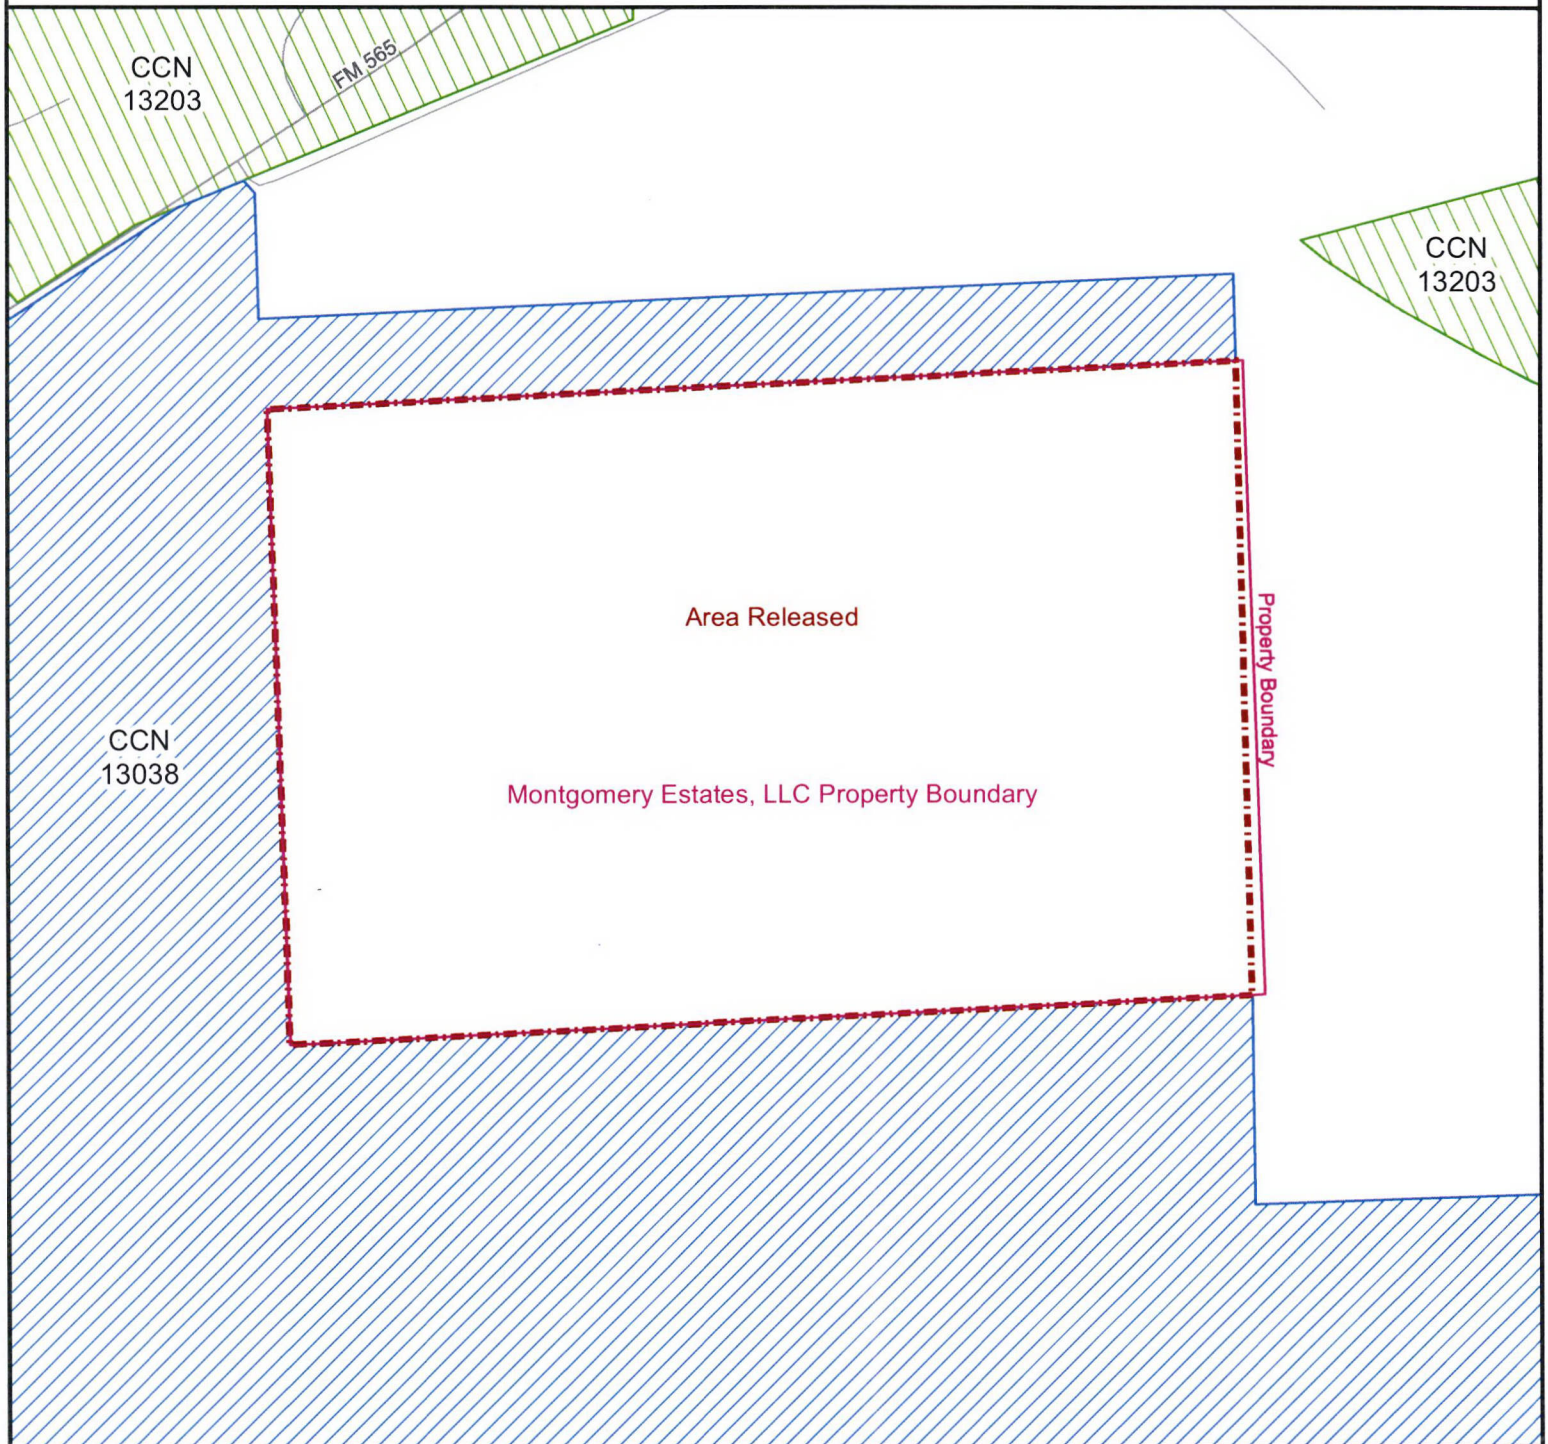 CCN
13203
FM 565
CCN
13203
Area Released
Property Boundary
CCN
13038
Montgomery Estates, LLC Property Boundary